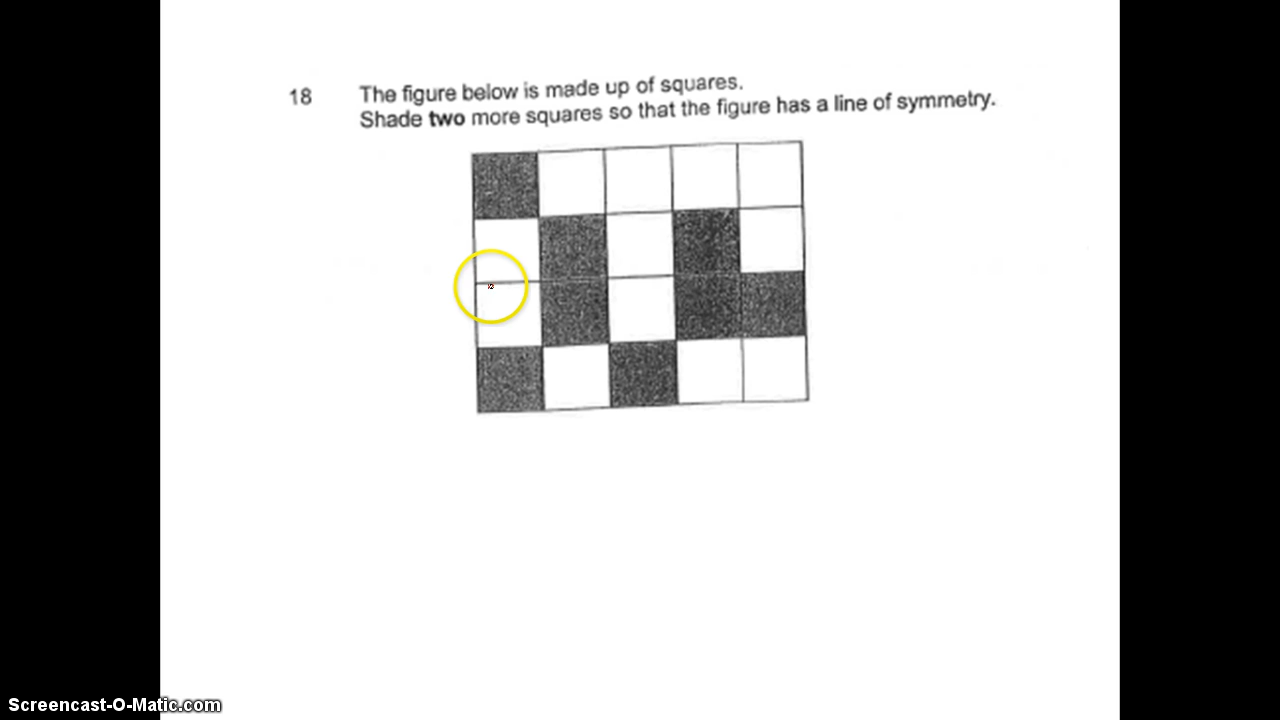 18 The figure below is made up of squares.
Shade two more squares so that the figure has a line of symmetry.
Screencast-O-Matic.com